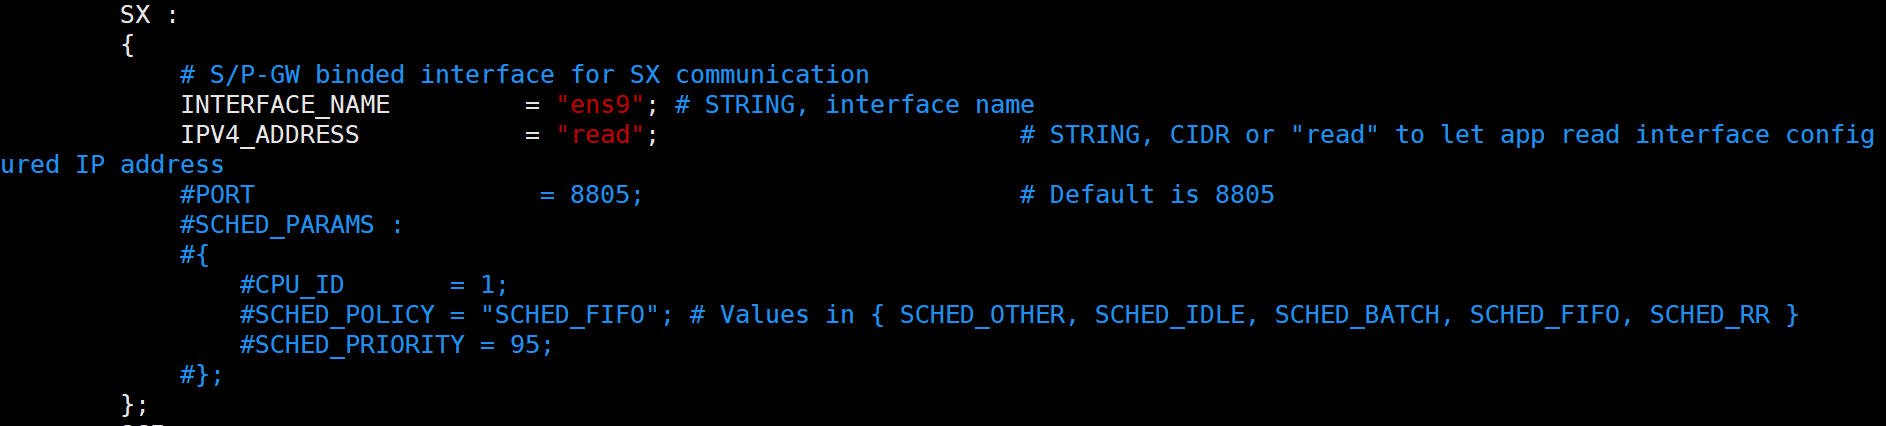 SX :
{
# S/P-GW binded interface for SX communication
INTERFACE_NAME         = "ens9"; # STRING, interface name
IPV4_ADDRESS           = "read";                        # STRING, CIDR or "read" to let app read interface config
ured IP address
#PORT                   = 8805;                         # Default is 8805
#SCHED_PARAMS :
#{
#CPU_ID       = 1;
#SCHED_POLICY = "SCHED_FIFO"; # Values in { SCHED_OTHER, SCHED_IDLE, SCHED_BATCH, SCHED_FIFO, SCHED_RR }
#SCHED_PRIORITY = 95;
#};
};